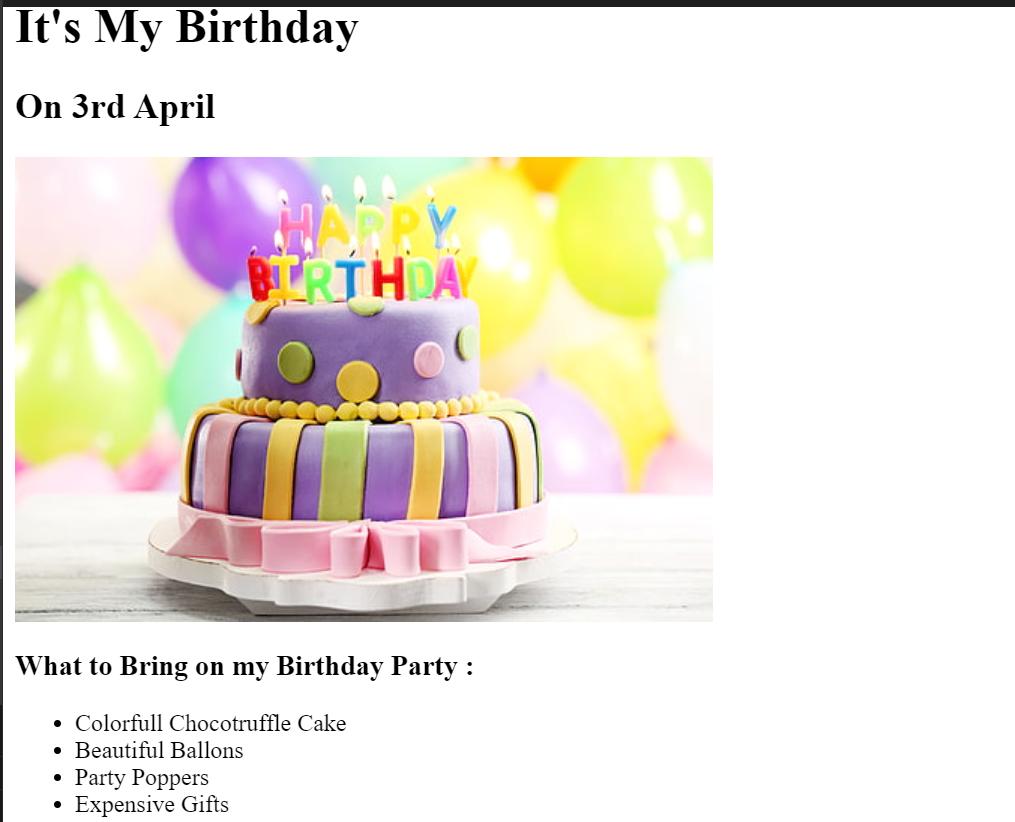 It's My Birthday
On 3rd April
HAPPY
BIRTHDAY
What to Bring on my Birthday Party :
Colorfull Chocotruffle Cake
Beautiful Ballons
Party Poppers
Expensive Gifts